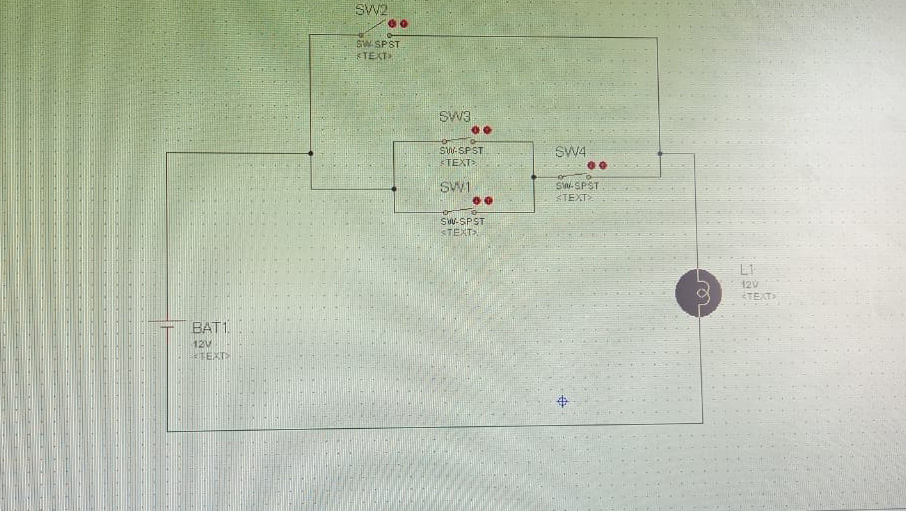 SW2
SW-SPST
<TEXT>
SW3
SW-SPST
<TEXT>
SW4
SW-SPST
<TEXT>
SW1
SW-SPST
<TEXT>
L1
12V
<TEXT>
BAT1
12V
<TEXT>